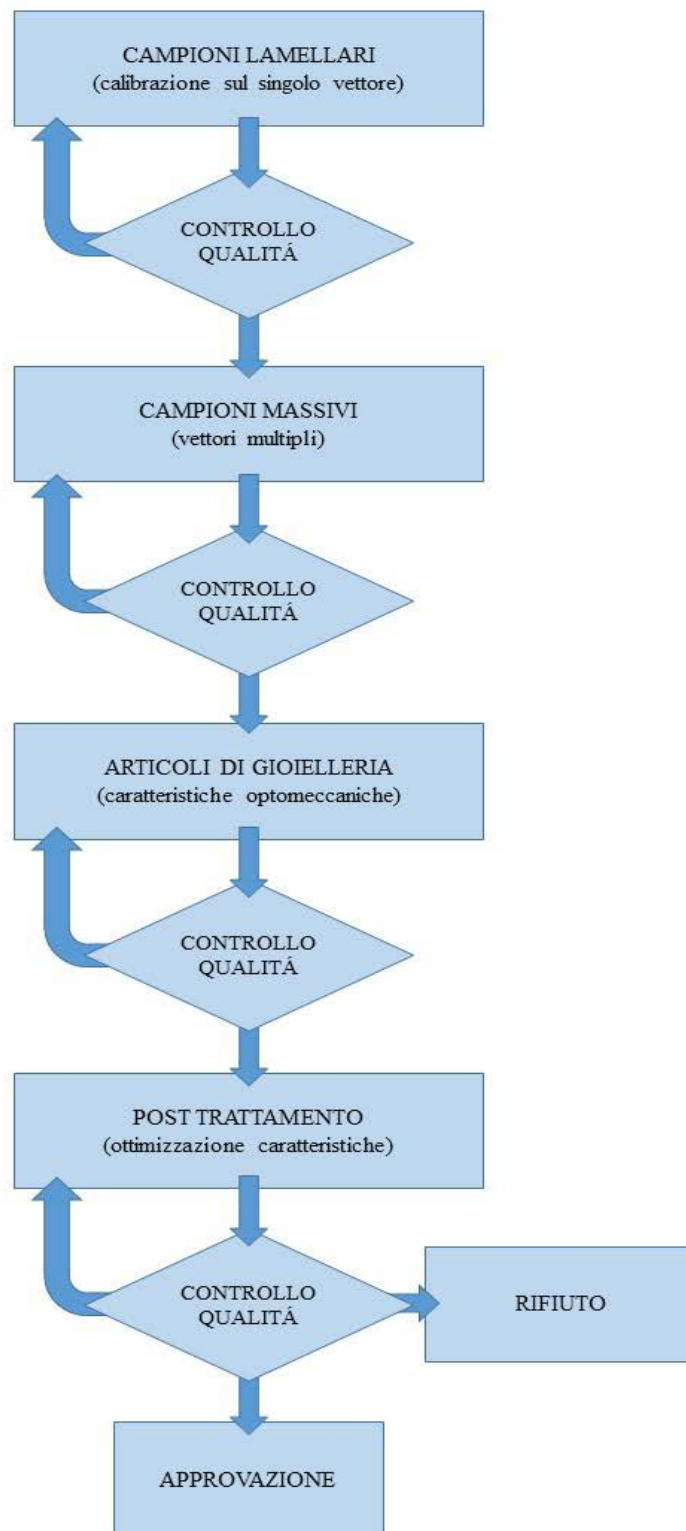 CAMPIONI LAMELLARI
(calibrazione sul singolo vettore)
CONTROLLO
QUALITÁ
CAMPIONI MASSIVI
(vettori multipli)
CONTROLLO
QUALITÁ
ARTICOLI DI GIOIELLERIA
(caratteristiche optomeccaniche)
CONTROLLO
QUALITÁ
POST TRATTAMENTO
(ottimizzazione caratteristiche)
CONTROLLO
QUALITÁ
RIFIUTO
APPROVAZIONE